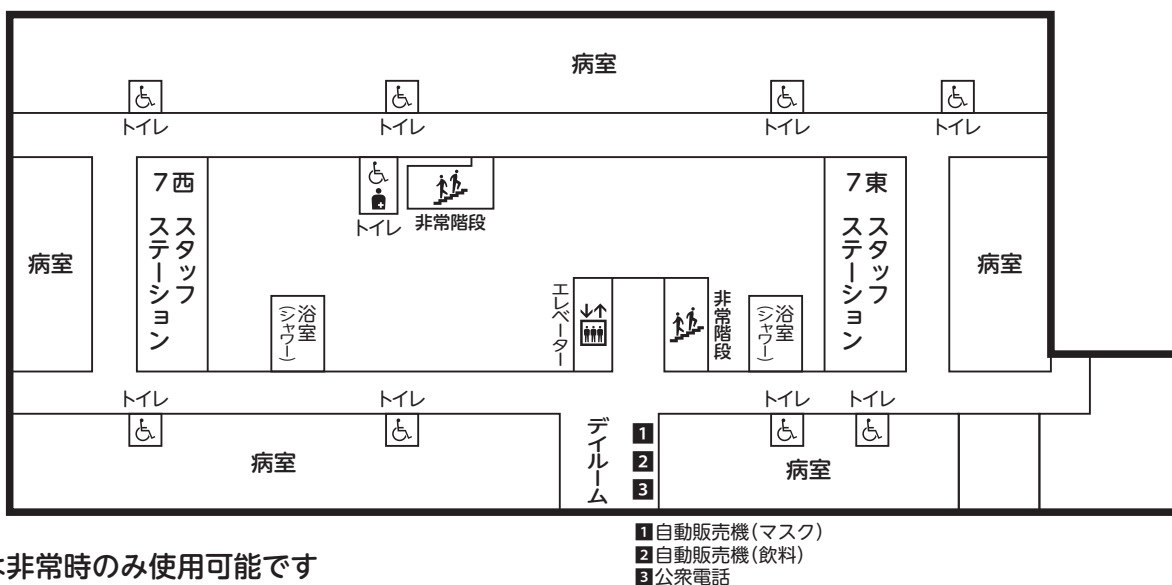 病室
トイレ
トイレ
トイレ
トイレ
7西
スタッフ
ステーション
トイレ
非常階段
7東
スタッフ
ステーション
病室
病室
エレベーター
非常階段
浴室
(シャワー)
浴室
(シャワー)
トイレ
トイレ
トイレ
トイレ
病室
デイルーム
1
2
3
病室
1 自動販売機(マスク)
2 自動販売機(飲料)
3 公衆電話
非常時のみ使用可能です